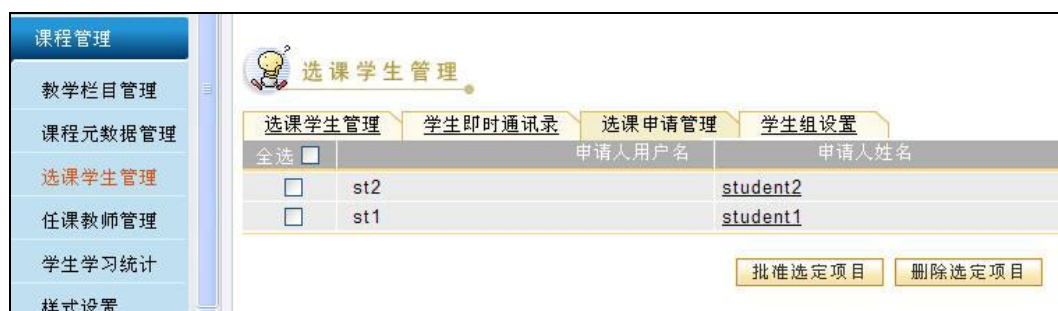 课程管理
教学栏目管理
课程元数据管理
选课学生管理
任课教师管理
学生学习统计
样式设置
选课学生管理
选课学生管理 学生即时通讯录 选课申请管理 学生组设置
全选 申请人用户名 申请人姓名
st2 student2
st1 student1
批准选定项目 删除选定项目